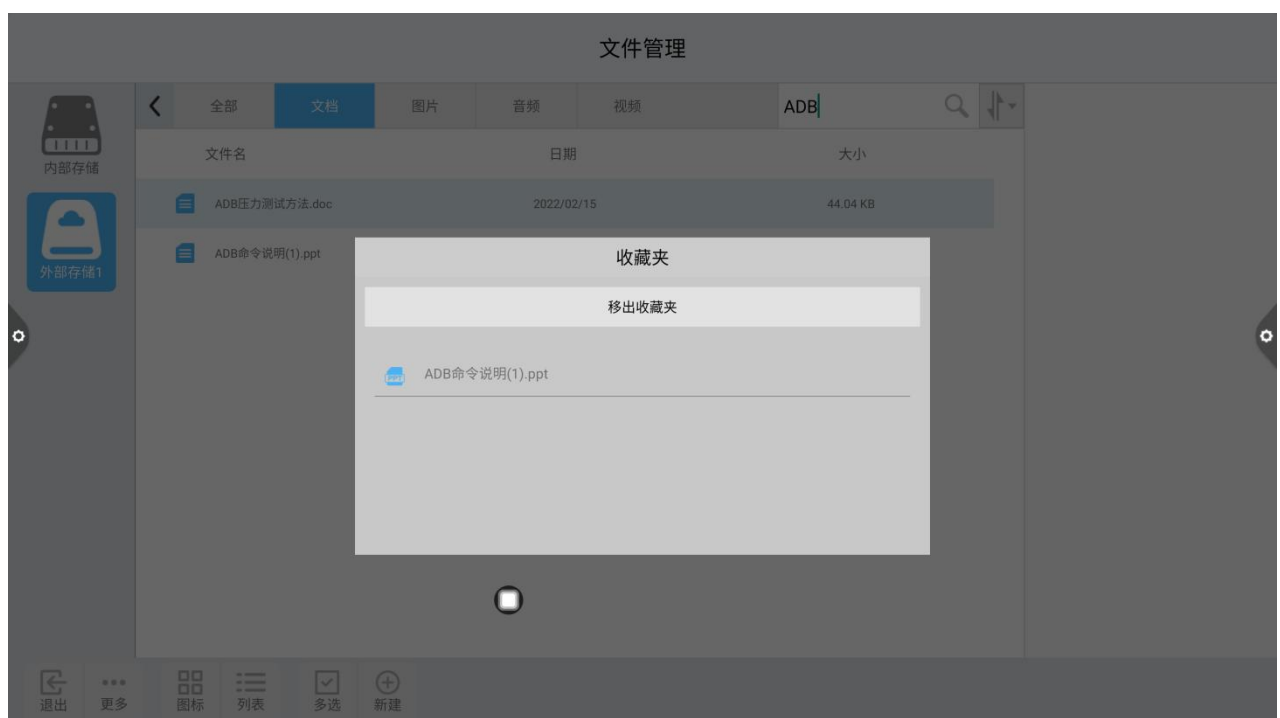 文件管理
全部 文档 图片 音频 视频 ADB
内部存储
文件名 日期 大小
ADB压力测试方法.doc 2022/02/15 44.04 KB
ADB命令说明(1).ppt
外部存储1
收藏夹
移出收藏夹
PPT ADB命令说明(1).ppt
退出 更多 图标 列表 多选 新建